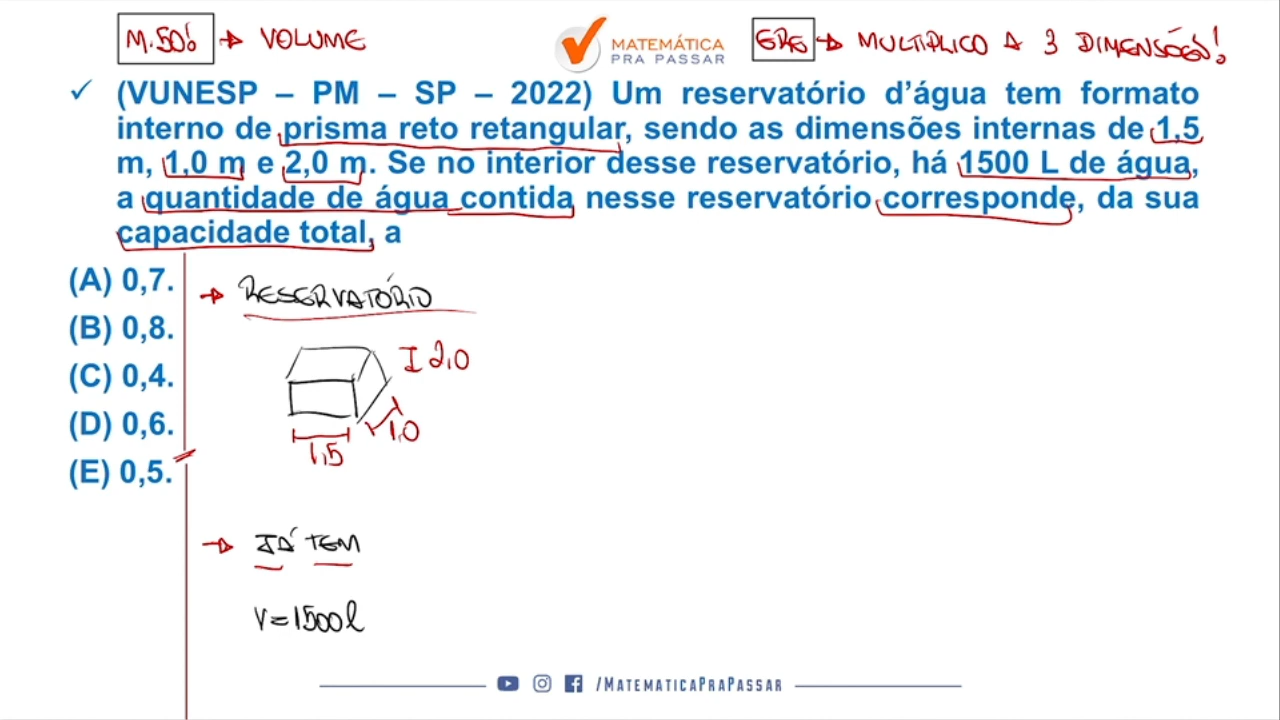 M.50! → VOLUME
MATEMÁTICA
PRA PASSAR
→ MULTIPLICO A 3 DIMENSÕES!
✓ (VUNESP – PM – SP – 2022) Um reservatório d’água tem formato
interno de prisma reto retangular, sendo as dimensões internas de 1,5
m, 1,0 m e 2,0 m. Se no interior desse reservatório, há 1500 L de água,
a quantidade de água contida nesse reservatório corresponde, da sua
capacidade total, a
(A) 0,7.
(B) 0,8.
(C) 0,4.
(D) 0,6.
(E) 0,5.
→ RESERVATÓRIO
2,0
1,0
1,5
→ JÁ TEM
V=1500l
/MATEMATICAPRAPASSAR